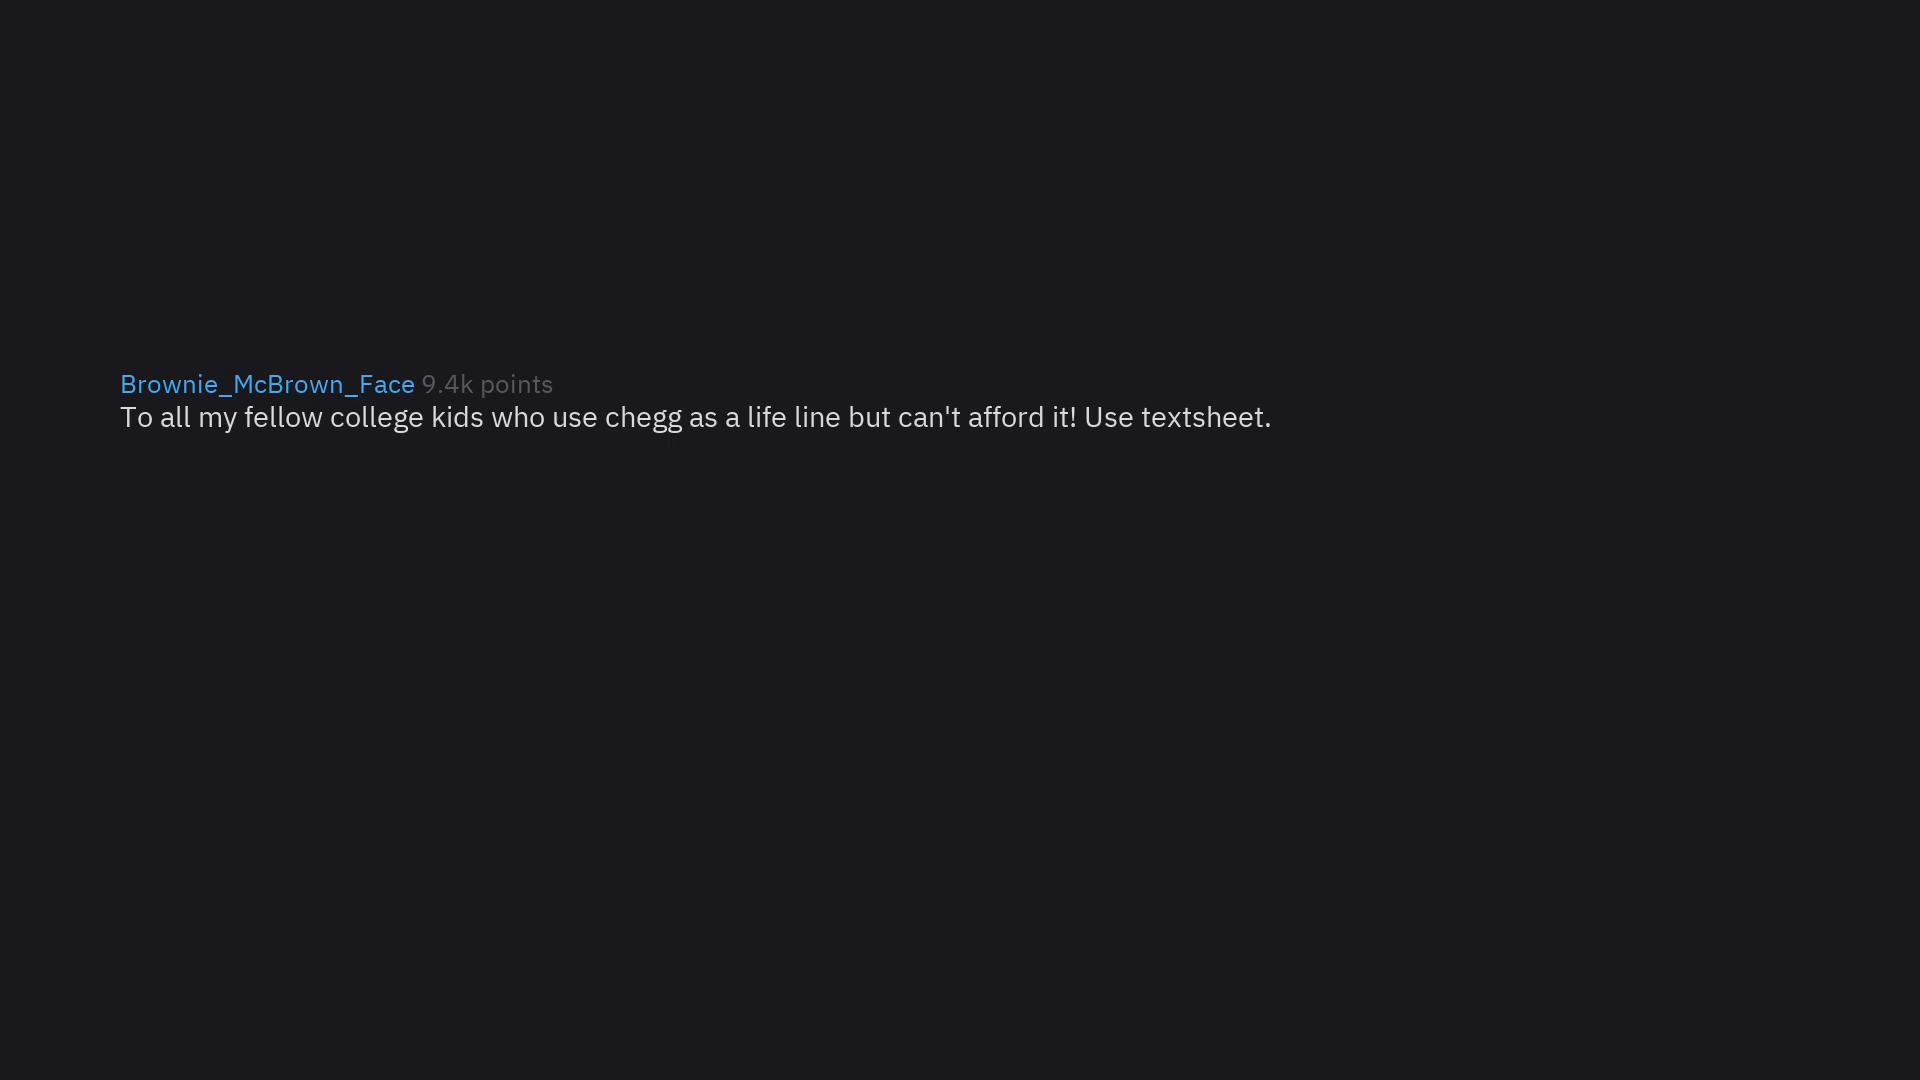 Brownie_McBrown_Face 9.4k points
To all my fellow college kids who use chegg as a life line but can't afford it! Use textsheet.